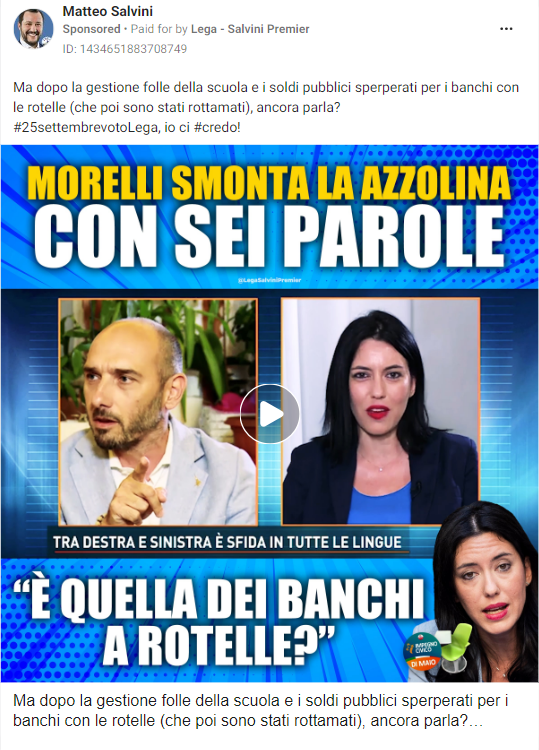 Matteo Salvini
Sponsored • Paid for by Lega - Salvini Premier
ID: 1434651883708749
Ma dopo la gestione folle della scuola e i soldi pubblici sperperati per i banchi con
le rotelle (che poi sono stati rottamati), ancora parla?
#25settembrevotoLega, io ci #credo!
MORELLI SMONTA LA AZZOLINA
CON SEI PAROLE
@LegaSalviniPremier
TRA DESTRA E SINISTRA È SFIDA IN TUTTE LE LINGUE
“È QUELLA DEI BANCHI
A ROTELLE?”
IMPEGNO
CIVICO
DI MAIO
Ma dopo la gestione folle della scuola e i soldi pubblici sperperati per i
banchi con le rotelle (che poi sono stati rottamati), ancora parla?...